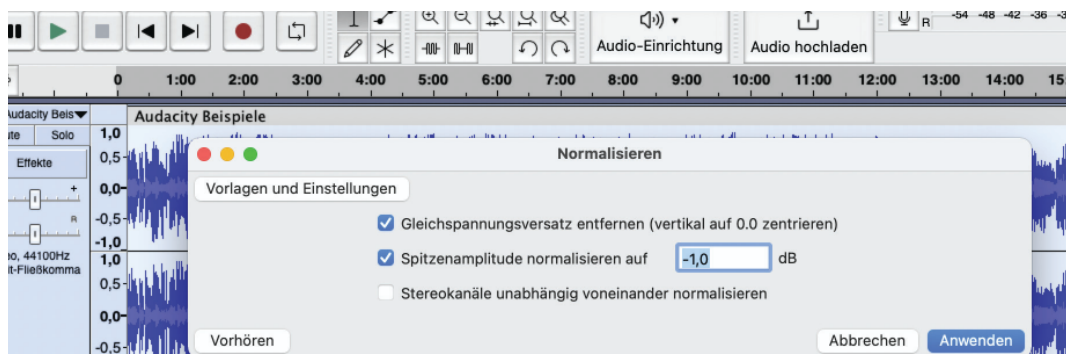 R -54 -48 -42 -36
Audio-Einrichtung Audio hochladen
0 1:00 2:00 3:00 4:00 5:00 6:00 7:00 8:00 9:00 10:00 11:00 12:00 13:00 14:00 15
Audacity Beis Audacity Beispiele
Solo 1,0
Normalisieren
Effekte 0,5
Vorlagen und Einstellungen
+ 0,0
Gleichspannungsversatz entfernen (vertikal auf 0.0 zentrieren)
R -0,5
-1,0
44100Hz 1,0
Spitzenamplitude normalisieren auf -1,0 dB
it-Fließkomma
0,5
Stereokanäle unabhängig voneinander normalisieren
0,0
-0,5
Vorhören Abbrechen Anwenden